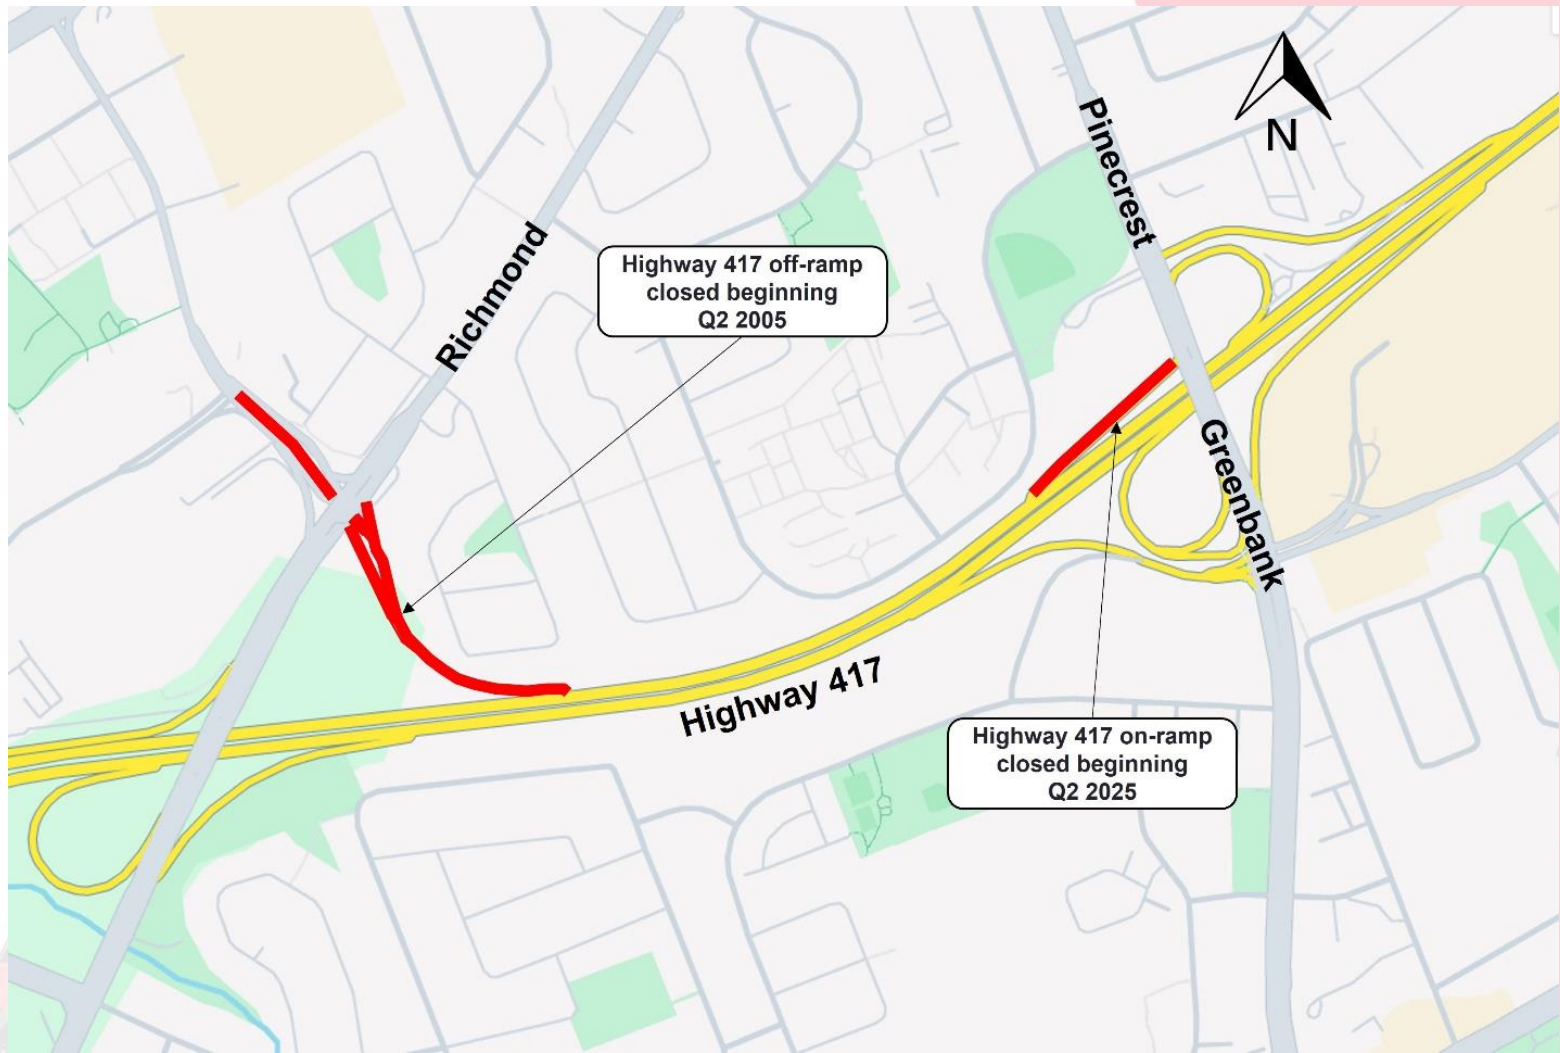 Pinecrest
N
Richmond
Highway 417 off-ramp
closed beginning
Q2 2005
Greenbank
Highway 417
Highway 417 on-ramp
closed beginning
Q2 2025